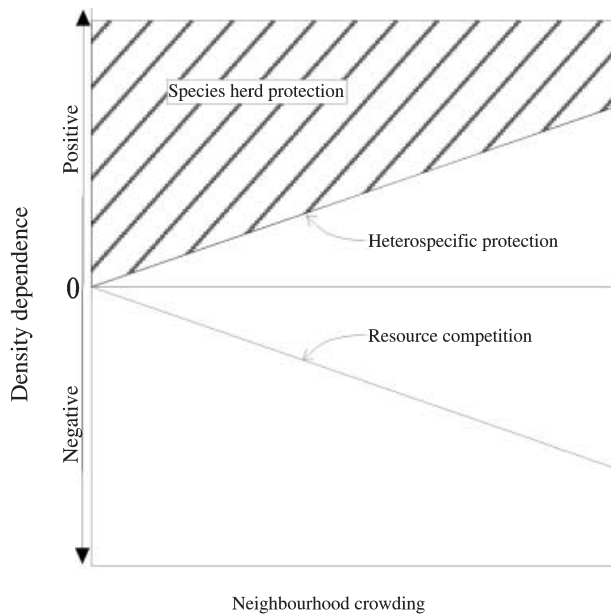 Species herd protection
Positive
Heterospecific protection
Density dependence
0
Resource competition
Negative
Neighbourhood crowding